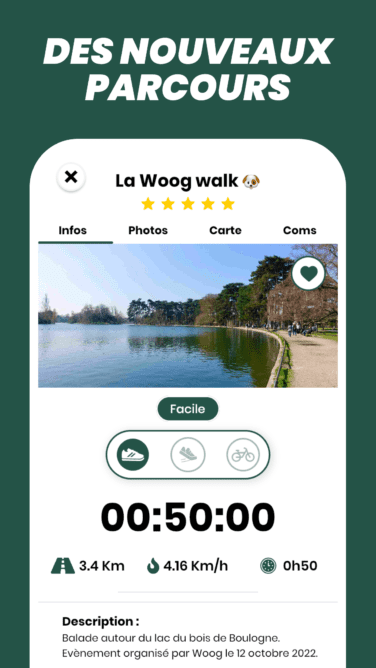 DES NOUVEAUX
PARCOURS
La Woog walk 🐶
Infos Photos Carte Coms
Facile
00:50:00
3.4 Km 4.16 Km/h 0h50
Description :
Balade autour du lac du bois de Boulogne.
Evènement organisé par Woog le 12 octobre 2022.